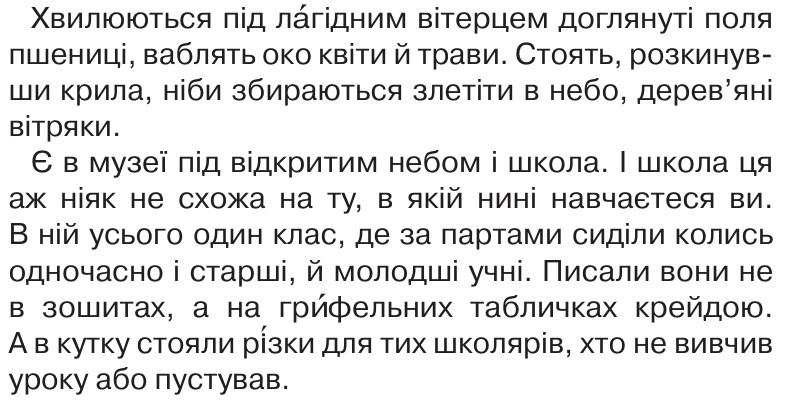 Хвилюються під ла́гідним вітерцем доглянуті поля
пшениці, ваблять око квіти й трави. Стоять, розкинув-
ши крила, ніби збираються злетіти в небо, дерев’яні
вітряки.
Є в музеї під відкритим небом і школа. І школа ця
аж ніяк не схожа на ту, в якій нині навчаєтеся ви.
В ній усього один клас, де за партами сиділи колись
одночасно і старші, й молодші учні. Писали вони не
в зошитах, а на гри́фельних табличках крейдою.
А в кутку стояли рі́зки для тих школярів, хто не вивчив
уроку або пустував.